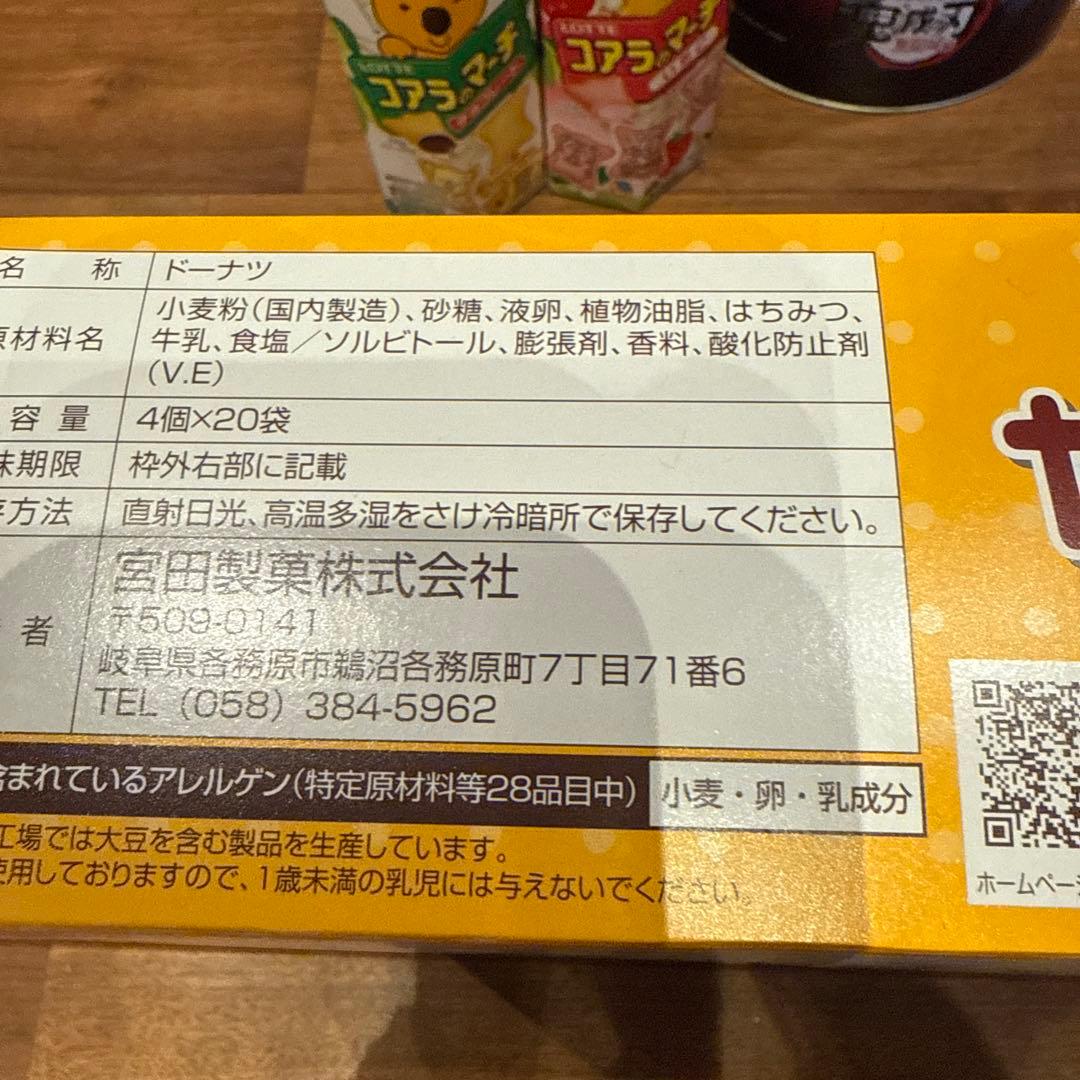 LOTTE
コアラのマーチ
LOTTE
コアラのマーチ
名 称 ドーナツ
原材料名 小麦粉(国内製造)、砂糖、液卵、植物油脂、はちみつ、
牛乳、食塩/ソルビトール、膨張剤、香料、酸化防止剤
(V.E)
容量 4個×20袋
味期限 枠外右部に記載
存方法 直射日光、高温多湿をさけ冷暗所で保存してください。
者 宮田製菓株式会社
〒509-0141
岐阜県各務原市鵜沼各務原町7丁目71番6
TEL (058) 384-5962
含まれているアレルゲン(特定原材料等28品目中) 小麦・卵・乳成分
工場では大豆を含む製品を生産しています。
使用しておりますので、1歳未満の乳児には与えないでください。
ホームペー